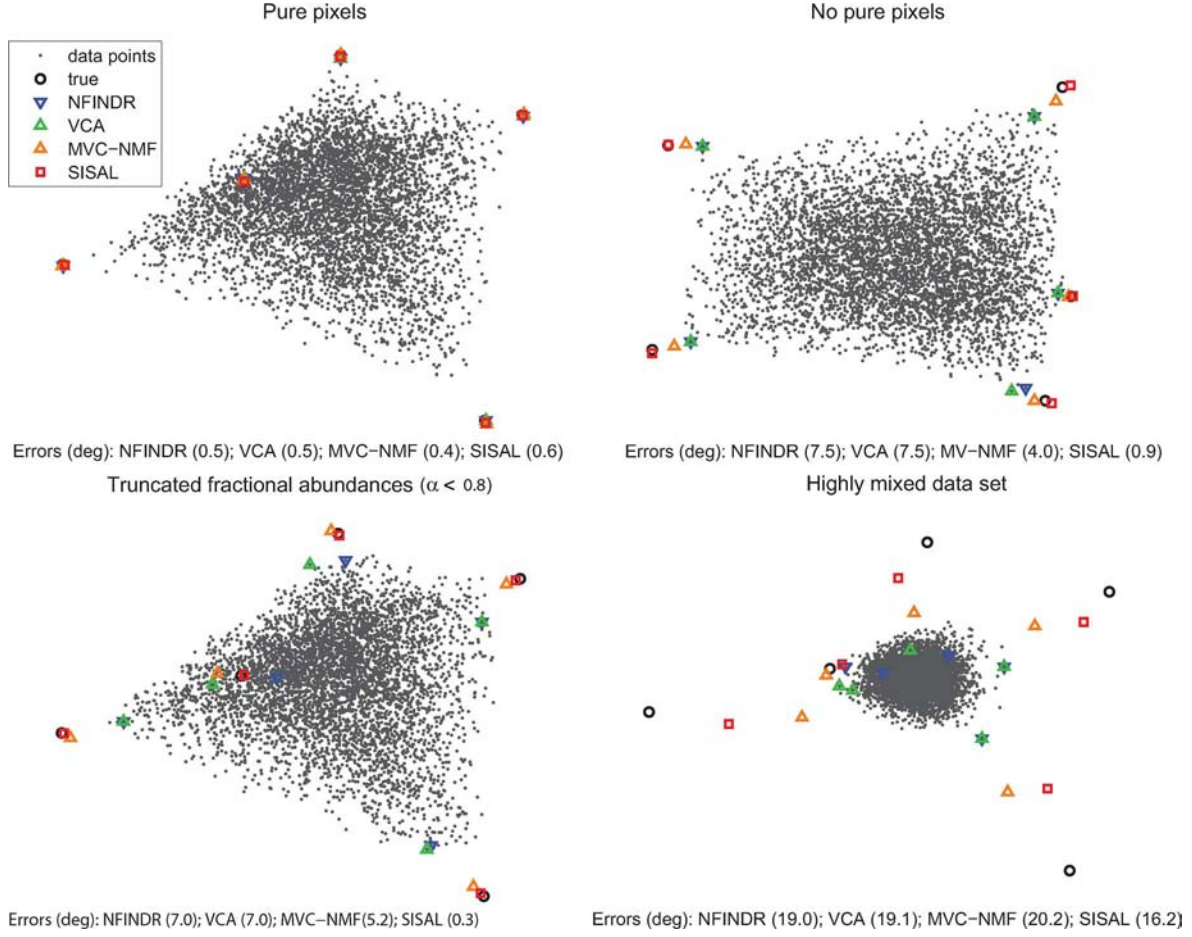 Pure pixels
No pure pixels
data points
true
NFINDR
VCA
MVC−NMF
SISAL
Errors (deg): NFINDR (0.5); VCA (0.5); MVC−NMF (0.4); SISAL (0.6)
Errors (deg): NFINDR (7.5); VCA (7.5); MV−NMF (4.0); SISAL (0.9)
Truncated fractional abundances (α < 0.8)
Highly mixed data set
Errors (deg): NFINDR (7.0); VCA (7.0); MVC−NMF(5.2); SISAL (0.3)
Errors (deg): NFINDR (19.0); VCA (19.1); MVC−NMF (20.2); SISAL (16.2)